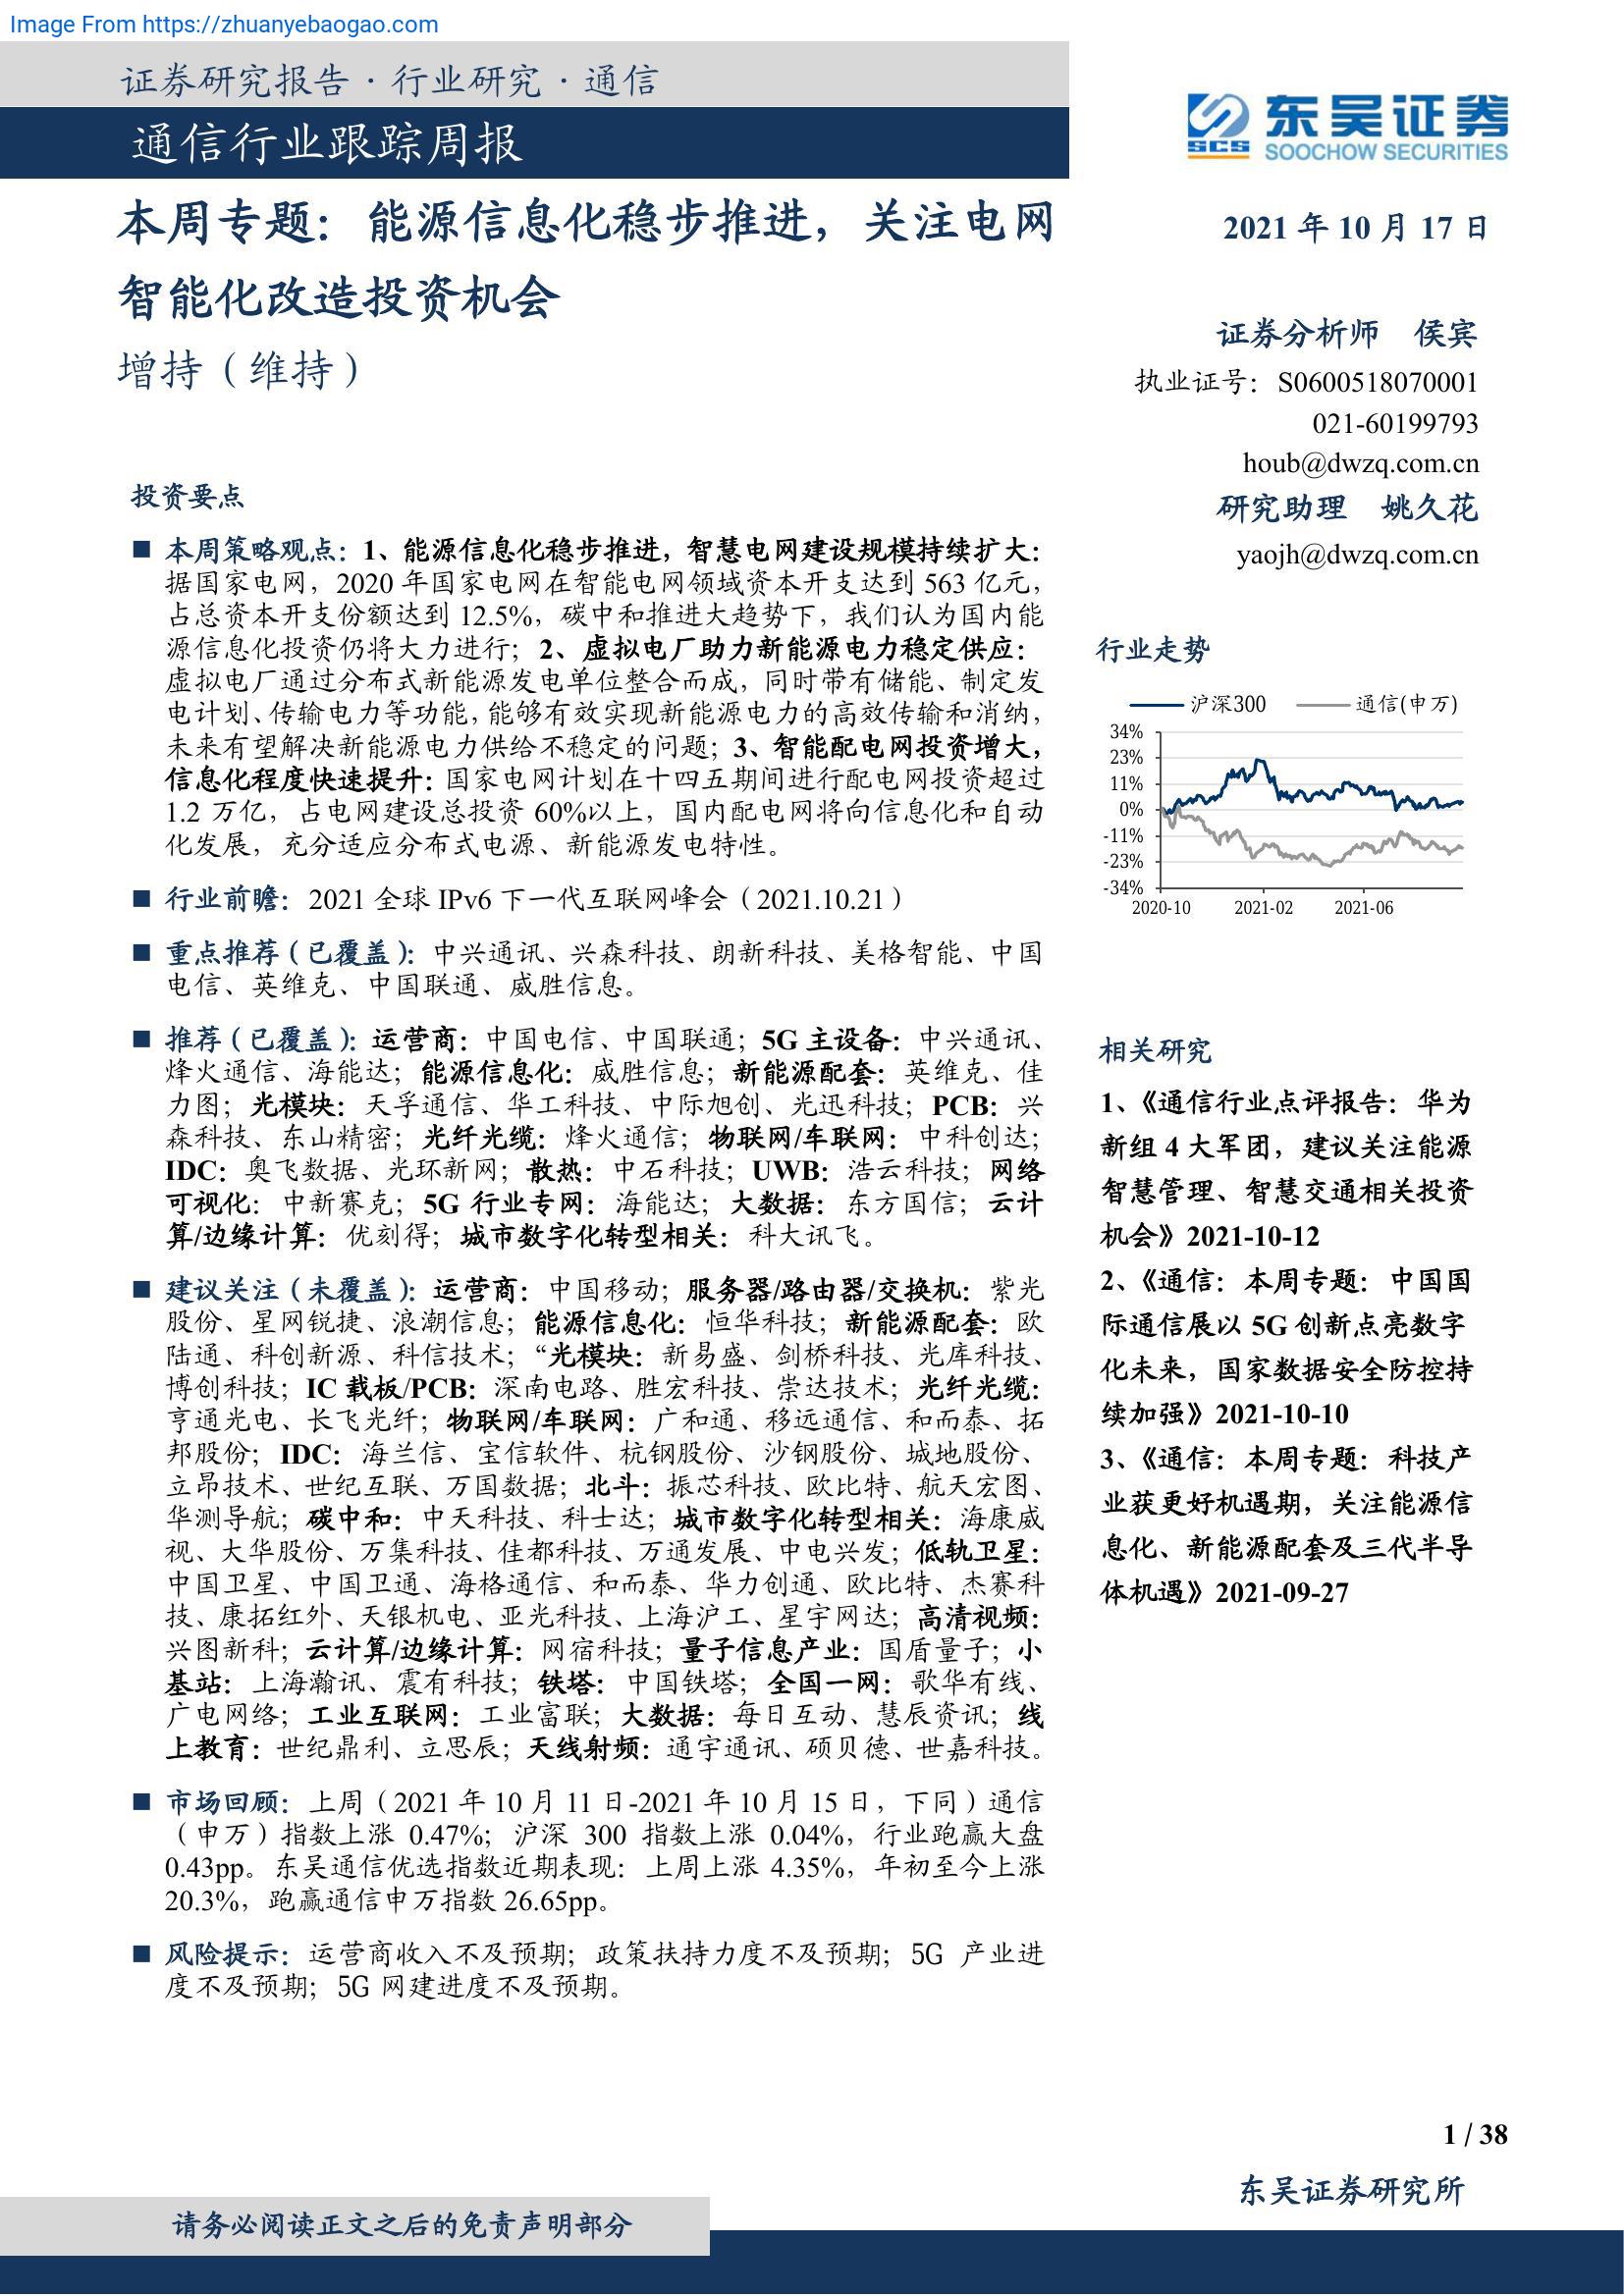 Image From https://zhuanyebaogao.com
证券研究报告·行业研究·通信
通信行业跟踪周报
东吴证券
SCS
SOOCHOW SECURITIES
本周专题：能源信息化稳步推进，关注电网
智能化改造投资机会
增持（维持）
2021 年 10 月 17 日
证券分析师 侯宾
执业证号：S0600518070001
021-60199793
houb@dwzq.com.cn
研究助理 姚久花
yaojh@dwzq.com.cn
投资要点
■ 本周策略观点：1、能源信息化稳步推进，智慧电网建设规模持续扩大：
据国家电网，2020 年国家电网在智能电网领域资本开支达到 563 亿元，
占总资本开支份额达到 12.5%，碳中和推进大趋势下，我们认为国内能
源信息化投资仍将大力进行；2、虚拟电厂助力新能源电力稳定供应：
虚拟电厂通过分布式新能源发电单位整合而成，同时带有储能、制定发
电计划、传输电力等功能，能够有效实现新能源电力的高效传输和消纳，
未来有望解决新能源电力供给不稳定的问题；3、智能配电网投资增大，
信息化程度快速提升：国家电网计划在十四五期间进行配电网投资超过
1.2 万亿，占电网建设总投资 60%以上，国内配电网将向信息化和自动
化发展，充分适应分布式电源、新能源发电特性。
■ 行业前瞻：2021 全球 IPv6 下一代互联网峰会（2021.10.21）
■ 重点推荐（已覆盖）：中兴通讯、兴森科技、朗新科技、美格智能、中国
电信、英维克、中国联通、威胜信息。
■ 推荐（已覆盖）：运营商：中国电信、中国联通；5G 主设备：中兴通讯、
烽火通信、海能达；能源信息化：威胜信息；新能源配套：英维克、佳
力图；光模块：天孚通信、华工科技、中际旭创、光迅科技；PCB：兴
森科技、东山精密；光纤光缆：烽火通信；物联网/车联网：中科创达；
IDC：奥飞数据、光环新网；散热：中石科技；UWB：浩云科技；网络
可视化：中新赛克；5G 行业专网：海能达；大数据：东方国信；云计
算/边缘计算：优刻得；城市数字化转型相关：科大讯飞。
■ 建议关注（未覆盖）：运营商：中国移动；服务器/路由器/交换机：紫光
股份、星网锐捷、浪潮信息；能源信息化：恒华科技；新能源配套：欧
陆通、科创新源、科信技术；“光模块：新易盛、剑桥科技、光库科技、
博创科技；IC 载板/PCB：深南电路、胜宏科技、崇达技术；光纤光缆：
亨通光电、长飞光纤；物联网/车联网：广和通、移远通信、和而泰、拓
邦股份；IDC：海兰信、宝信软件、杭钢股份、沙钢股份、城地股份、
立昂技术、世纪互联、万国数据；北斗：振芯科技、欧比特、航天宏图、
华测导航；碳中和：中天科技、科士达；城市数字化转型相关：海康威
视、大华股份、万集科技、佳都科技、万通发展、中电兴发；低轨卫星：
中国卫星、中国卫通、海格通信、和而泰、华力创通、欧比特、杰赛科
技、康拓红外、天银机电、亚光科技、上海沪工、星宇网达；高清视频：
兴图新科；云计算/边缘计算：网宿科技；量子信息产业：国盾量子；小
基站：上海瀚讯、震有科技；铁塔：中国铁塔；全国一网：歌华有线、
广电网络；工业互联网：工业富联；大数据：每日互动、慧辰资讯；线
上教育：世纪鼎利、立思辰；天线射频：通宇通讯、硕贝德、世嘉科技。
■ 市场回顾：上周（2021 年 10 月 11 日-2021 年 10 月 15 日，下同）通信
（申万）指数上涨 0.47%；沪深 300 指数上涨 0.04%，行业跑赢大盘
0.43pp。东吴通信优选指数近期表现：上周上涨 4.35%，年初至今上涨
20.3%，跑赢通信申万指数 26.65pp。
■ 风险提示：运营商收入不及预期；政策扶持力度不及预期；5G 产业进
度不及预期；5G 网建进度不及预期。
行业走势
沪深300 通信(申万)
34%
23%
11%
0%
-11%
-23%
-34%
2020-10 2021-02 2021-06
相关研究
1、《通信行业点评报告：华为
新组 4 大军团，建议关注能源
智慧管理、智慧交通相关投资
机会》2021-10-12
2、《通信：本周专题：中国国
际通信展以 5G 创新点亮数字
化未来，国家数据安全防控持
续加强》2021-10-10
3、《通信：本周专题：科技产
业获更好机遇期，关注能源信
息化、新能源配套及三代半导
体机遇》2021-09-27
1 / 38
东吴证券研究所
请务必阅读正文之后的免责声明部分